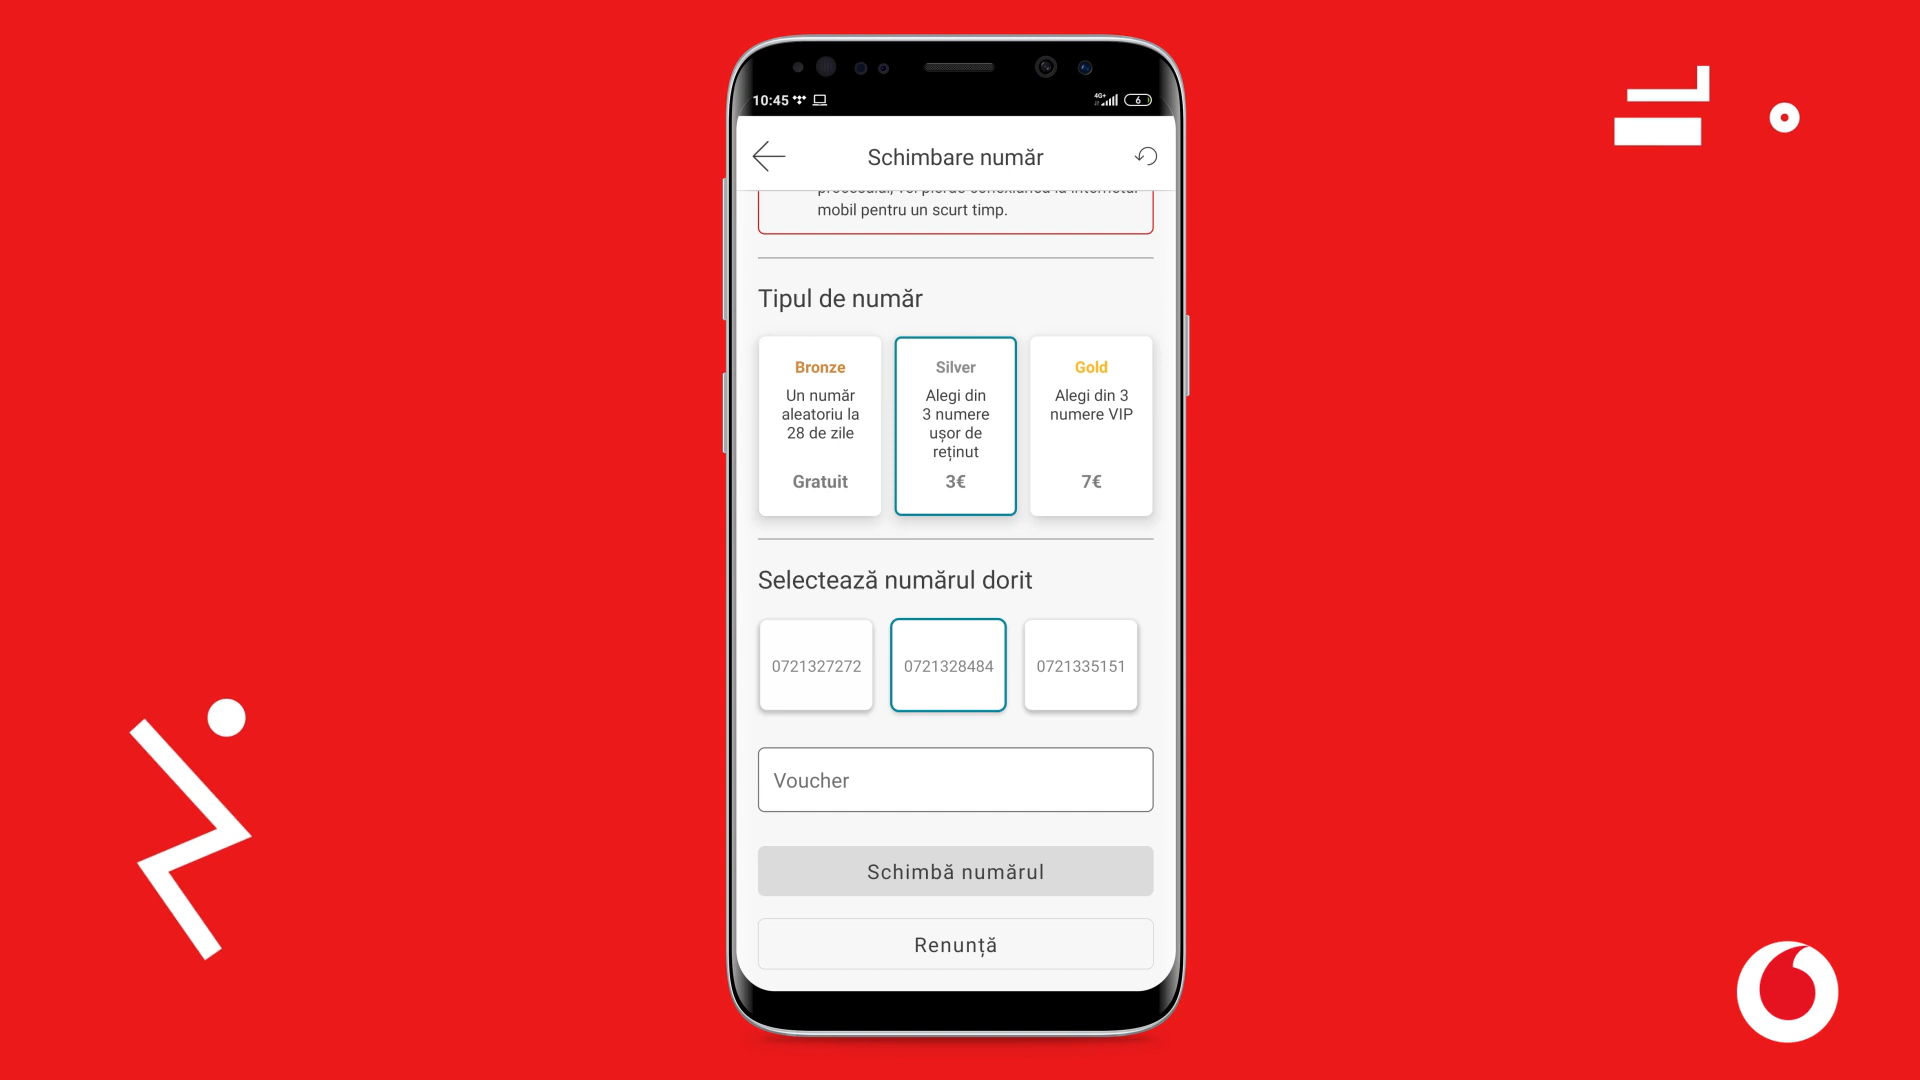 10:45
4G+
6
Schimbare număr
mobil pentru un scurt timp.
Tipul de număr
Bronze
Un număr
aleatoriu la
28 de zile
Gratuit
Silver
Alegi din
3 numere
ușor de
reținut
3€
Gold
Alegi din 3
numere VIP
7€
Selectează numărul dorit
0721327272
0721328484
0721335151
Voucher
Schimbă numărul
Renunță